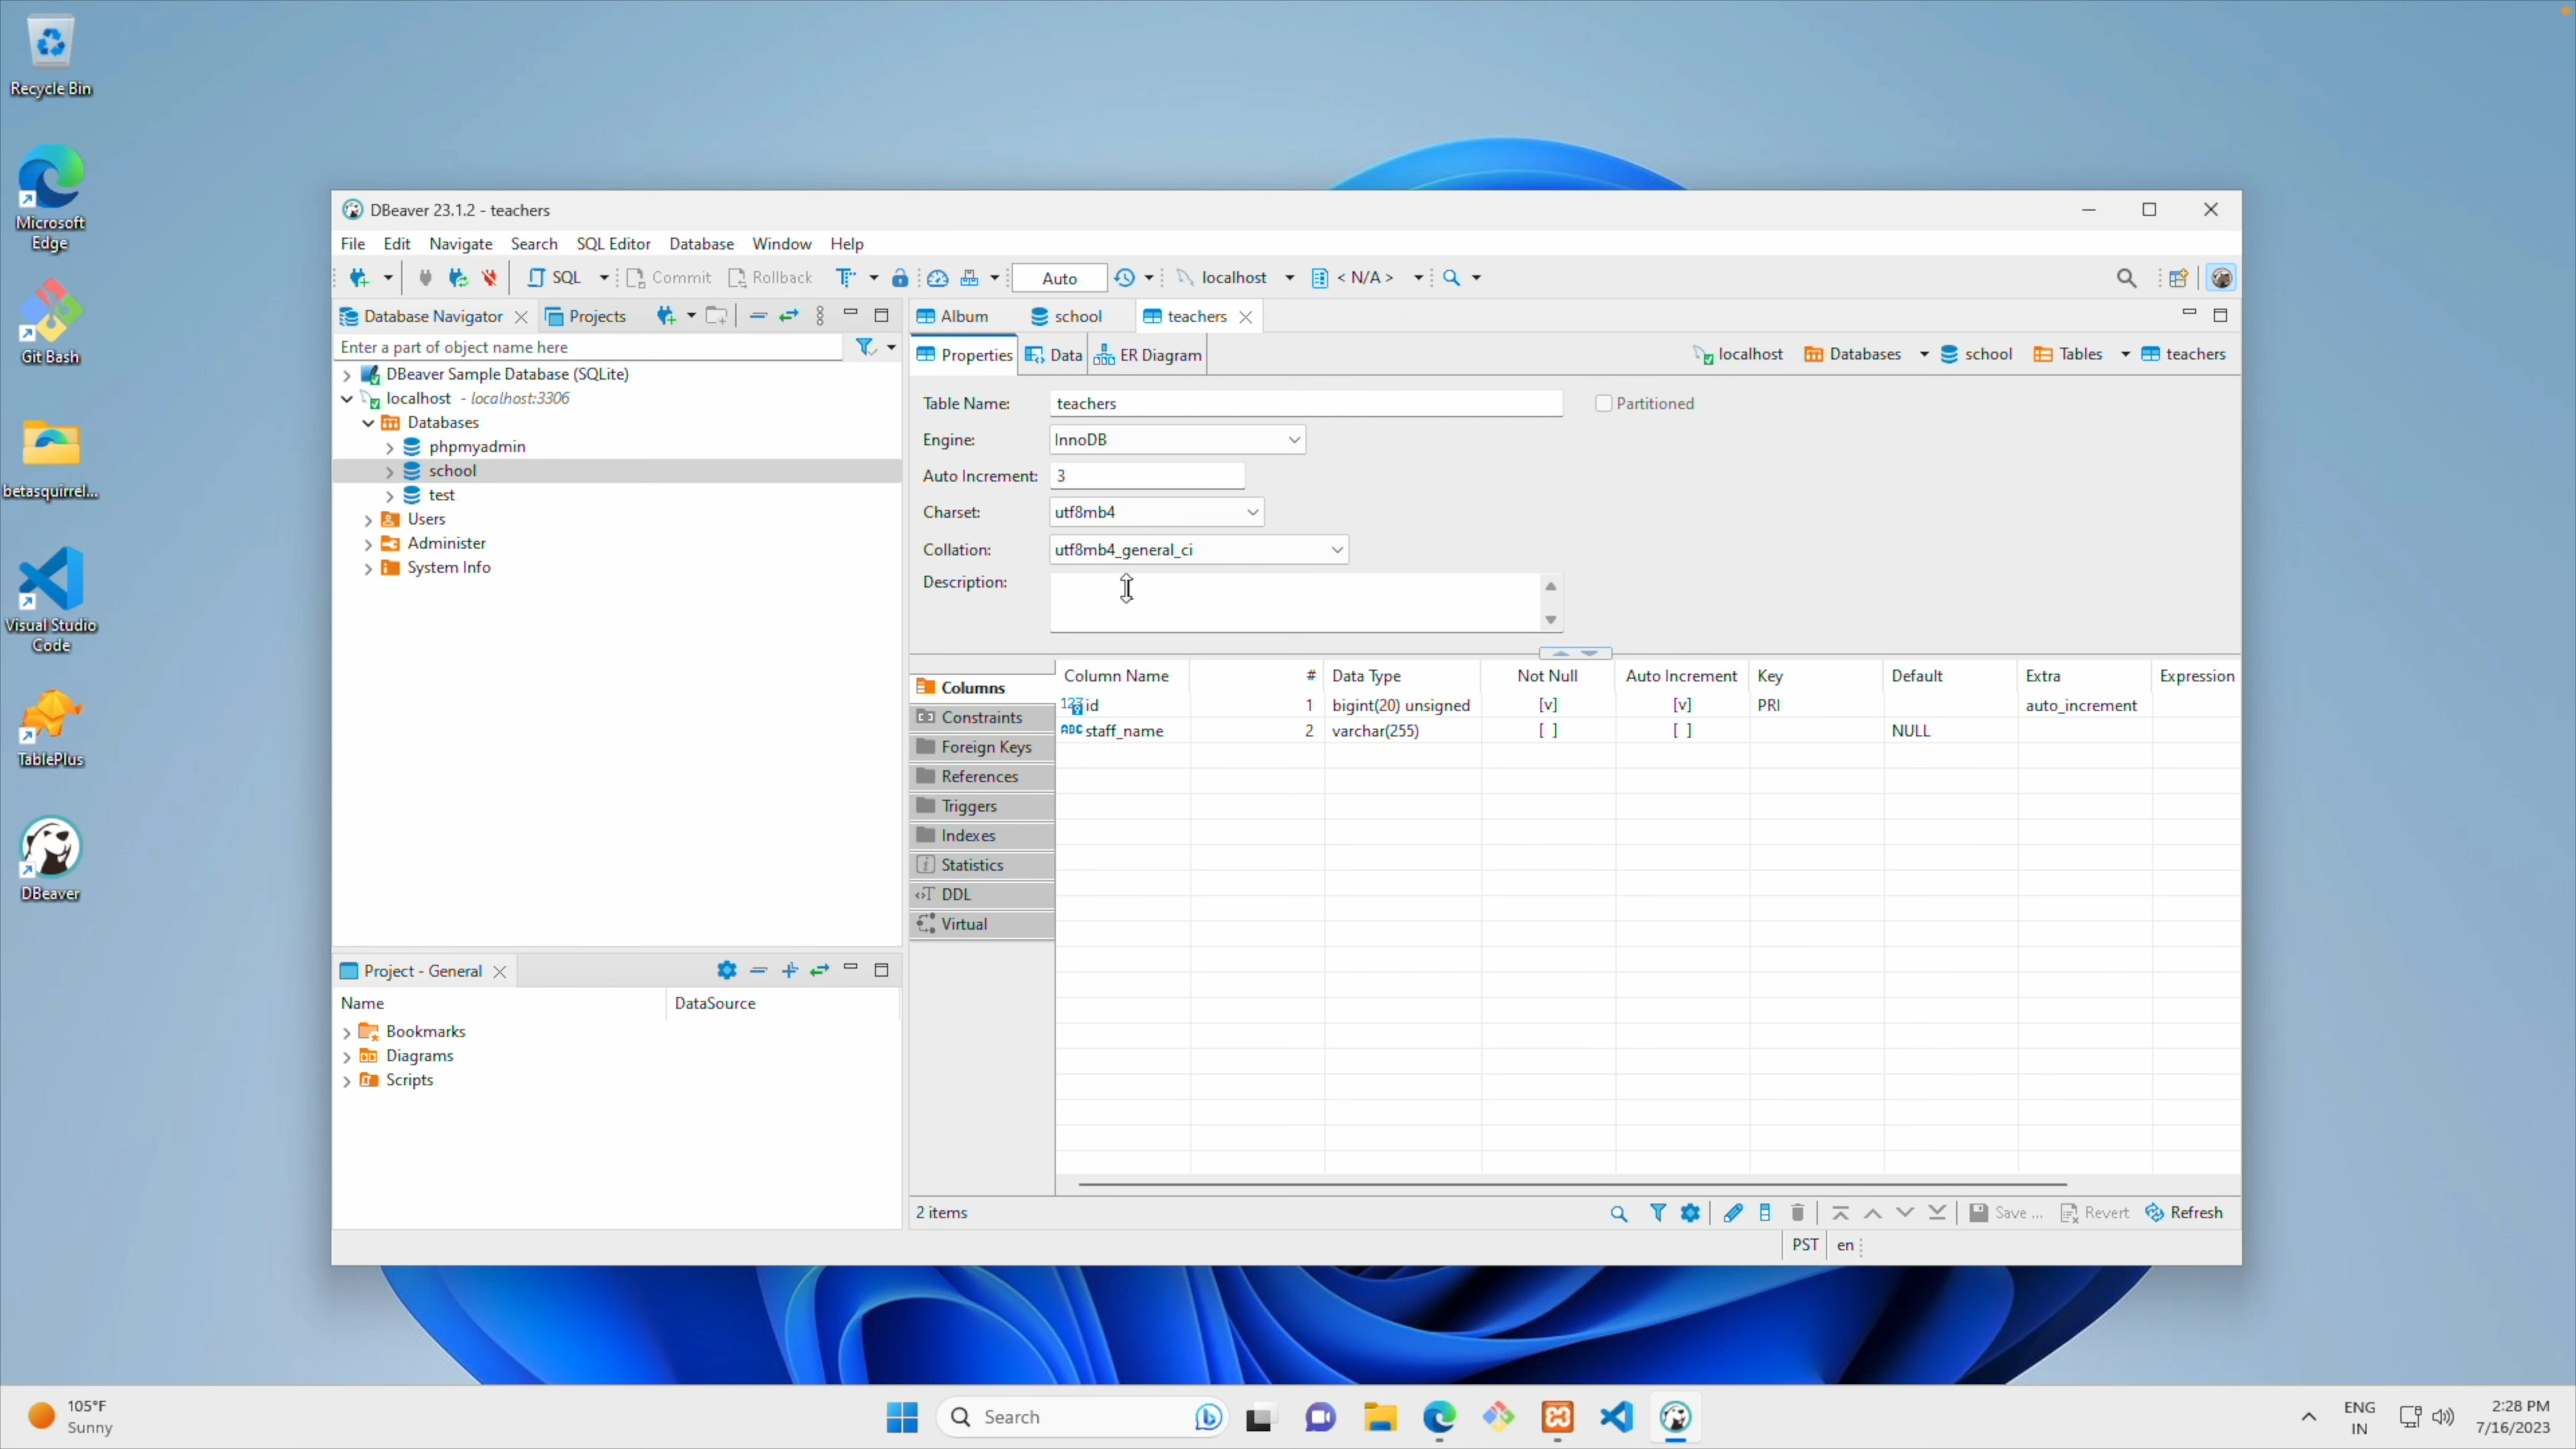 Recycle Bin
Microsoft
Edge
Git Bash
betasquirrel...
Visual Studio
Code
TablePlus
DBeaver
DBeaver 23.1.2 - teachers
File Edit Navigate Search SQL Editor Database Window Help
SQL Commit Rollback Auto localhost < N/A >
Database Navigator Projects
Enter a part of object name here
DBeaver Sample Database (SQLite)
localhost - localhost:3306
Databases
phpmyadmin
school
test
Users
Administer
System Info
Project - General
Name DataSource
Bookmarks
Diagrams
Scripts
Album school teachers
Properties Data ER Diagram localhost Databases school Tables teachers
Table Name: teachers Partitioned
Engine: InnoDB
Auto Increment: 3
Charset: utf8mb4
Collation: utf8mb4_general_ci
Description:
Columns
Constraints
Foreign Keys
References
Triggers
Indexes
Statistics
DDL
Virtual
Column Name # Data Type Not Null Auto Increment Key Default Extra Expression
123 id 1 bigint(20) unsigned [v] [v] PRI auto_increment
ABC staff_name 2 varchar(255) [ ] [ ] NULL
2 items Save ... Revert Refresh
PST en
105°F
Sunny
Search
ENG
IN
2:28 PM
7/16/2023